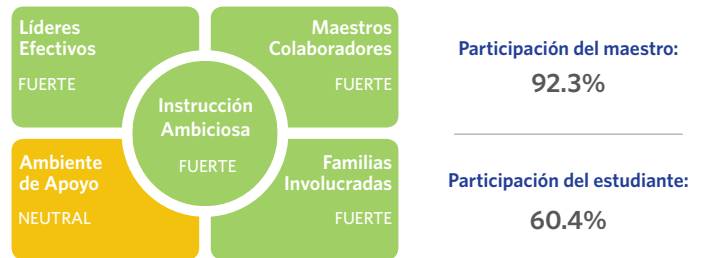 Líderes
Efectivos
FUERTE
Maestros
Colaboradores
FUERTE
Instrucción
Ambiciosa
FUERTE
Ambiente
de Apoyo
NEUTRAL
Familias
Involucradas
FUERTE
Participación del maestro:
92.3%
Participación del estudiante:
60.4%